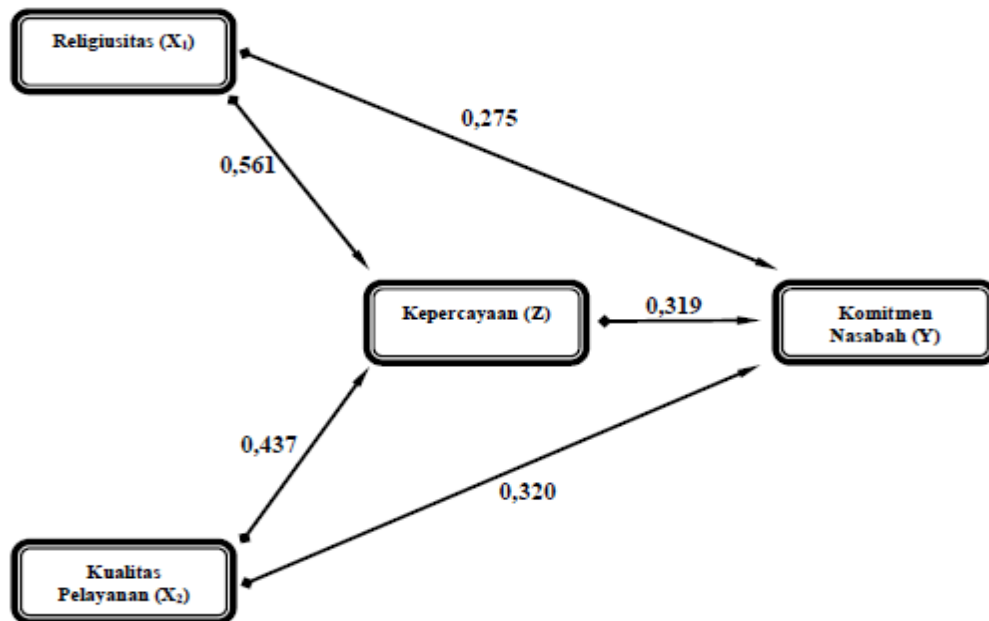 Religiusitas (X₁)
0,275
0,561
Kepercayaan (Z)
0,319
Komitmen
Nasabah (Y)
0,437
0,320
Kualitas
Pelayanan (X₂)